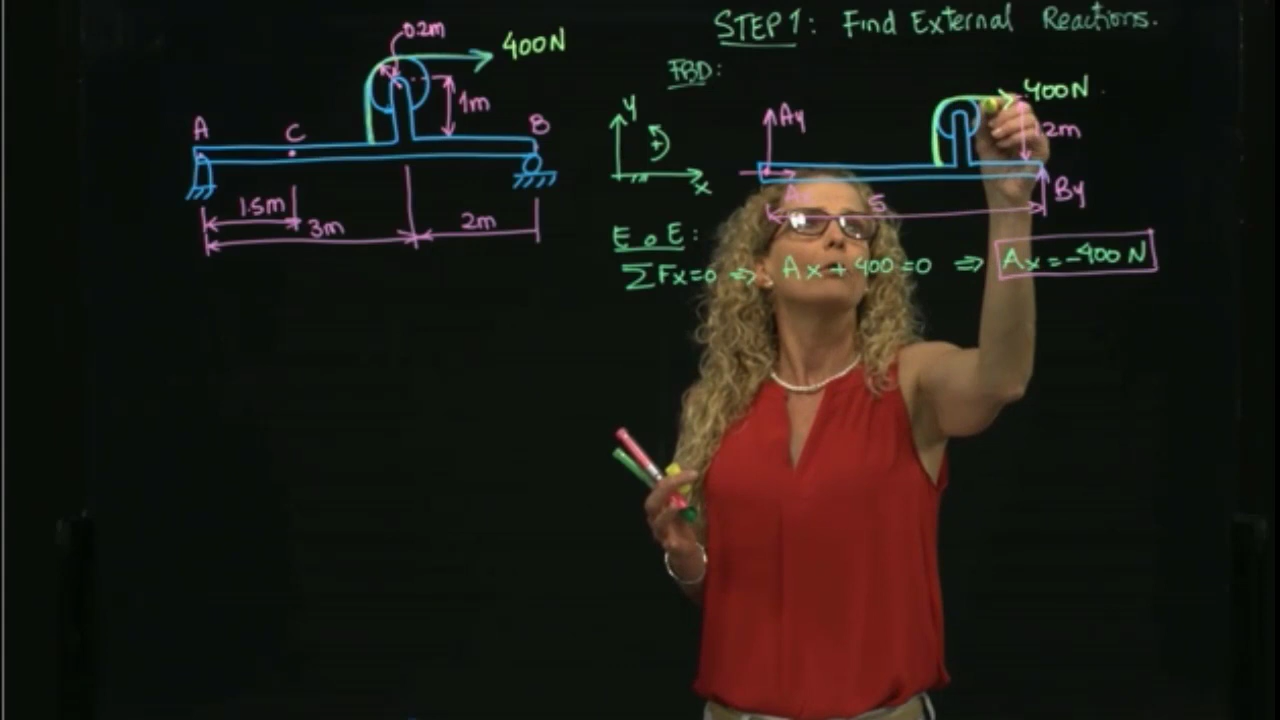 STEP 1: Find External Reactions.
0.2m
400N
FBD:
1m
A
C
B
1.5m
3m
2m
y
+
x
Ay
400N
2m
By
5
E o E:
ΣFx=0 ⇒ Ax + 400 = 0 ⇒ Ax = -400 N